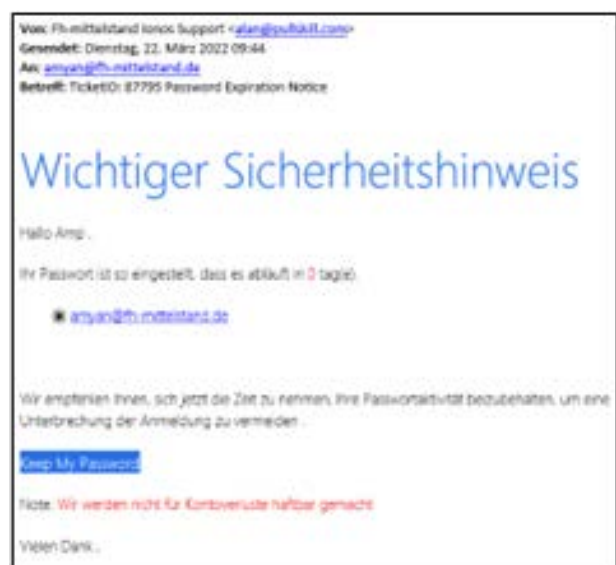 Von: Fh-mittelstand Ionos Support <alan@pullskill.com>
Gesendet: Dienstag, 22. März 2022 09:44
An: amyan@fh-mittelstand.de
Betreff: TicketID: 87795 Password Expiration Notice
Wichtiger Sicherheitshinweis
Hallo Amp ,
Ihr Passwort ist so eingestellt, dass es abläuft in 0 tag(e).
amyan@fh-mittelstand.de
Wir empfehlen Ihnen, sich jetzt die Zeit zu nehmen, Ihre Passwortaktivität beizubehalten, um eine
Unterbrechung der Anmeldung zu vermeiden .
Keep My Password
Note: Wir werden nicht für Kontoverluste haftbar gemacht
Vielen Dank ,